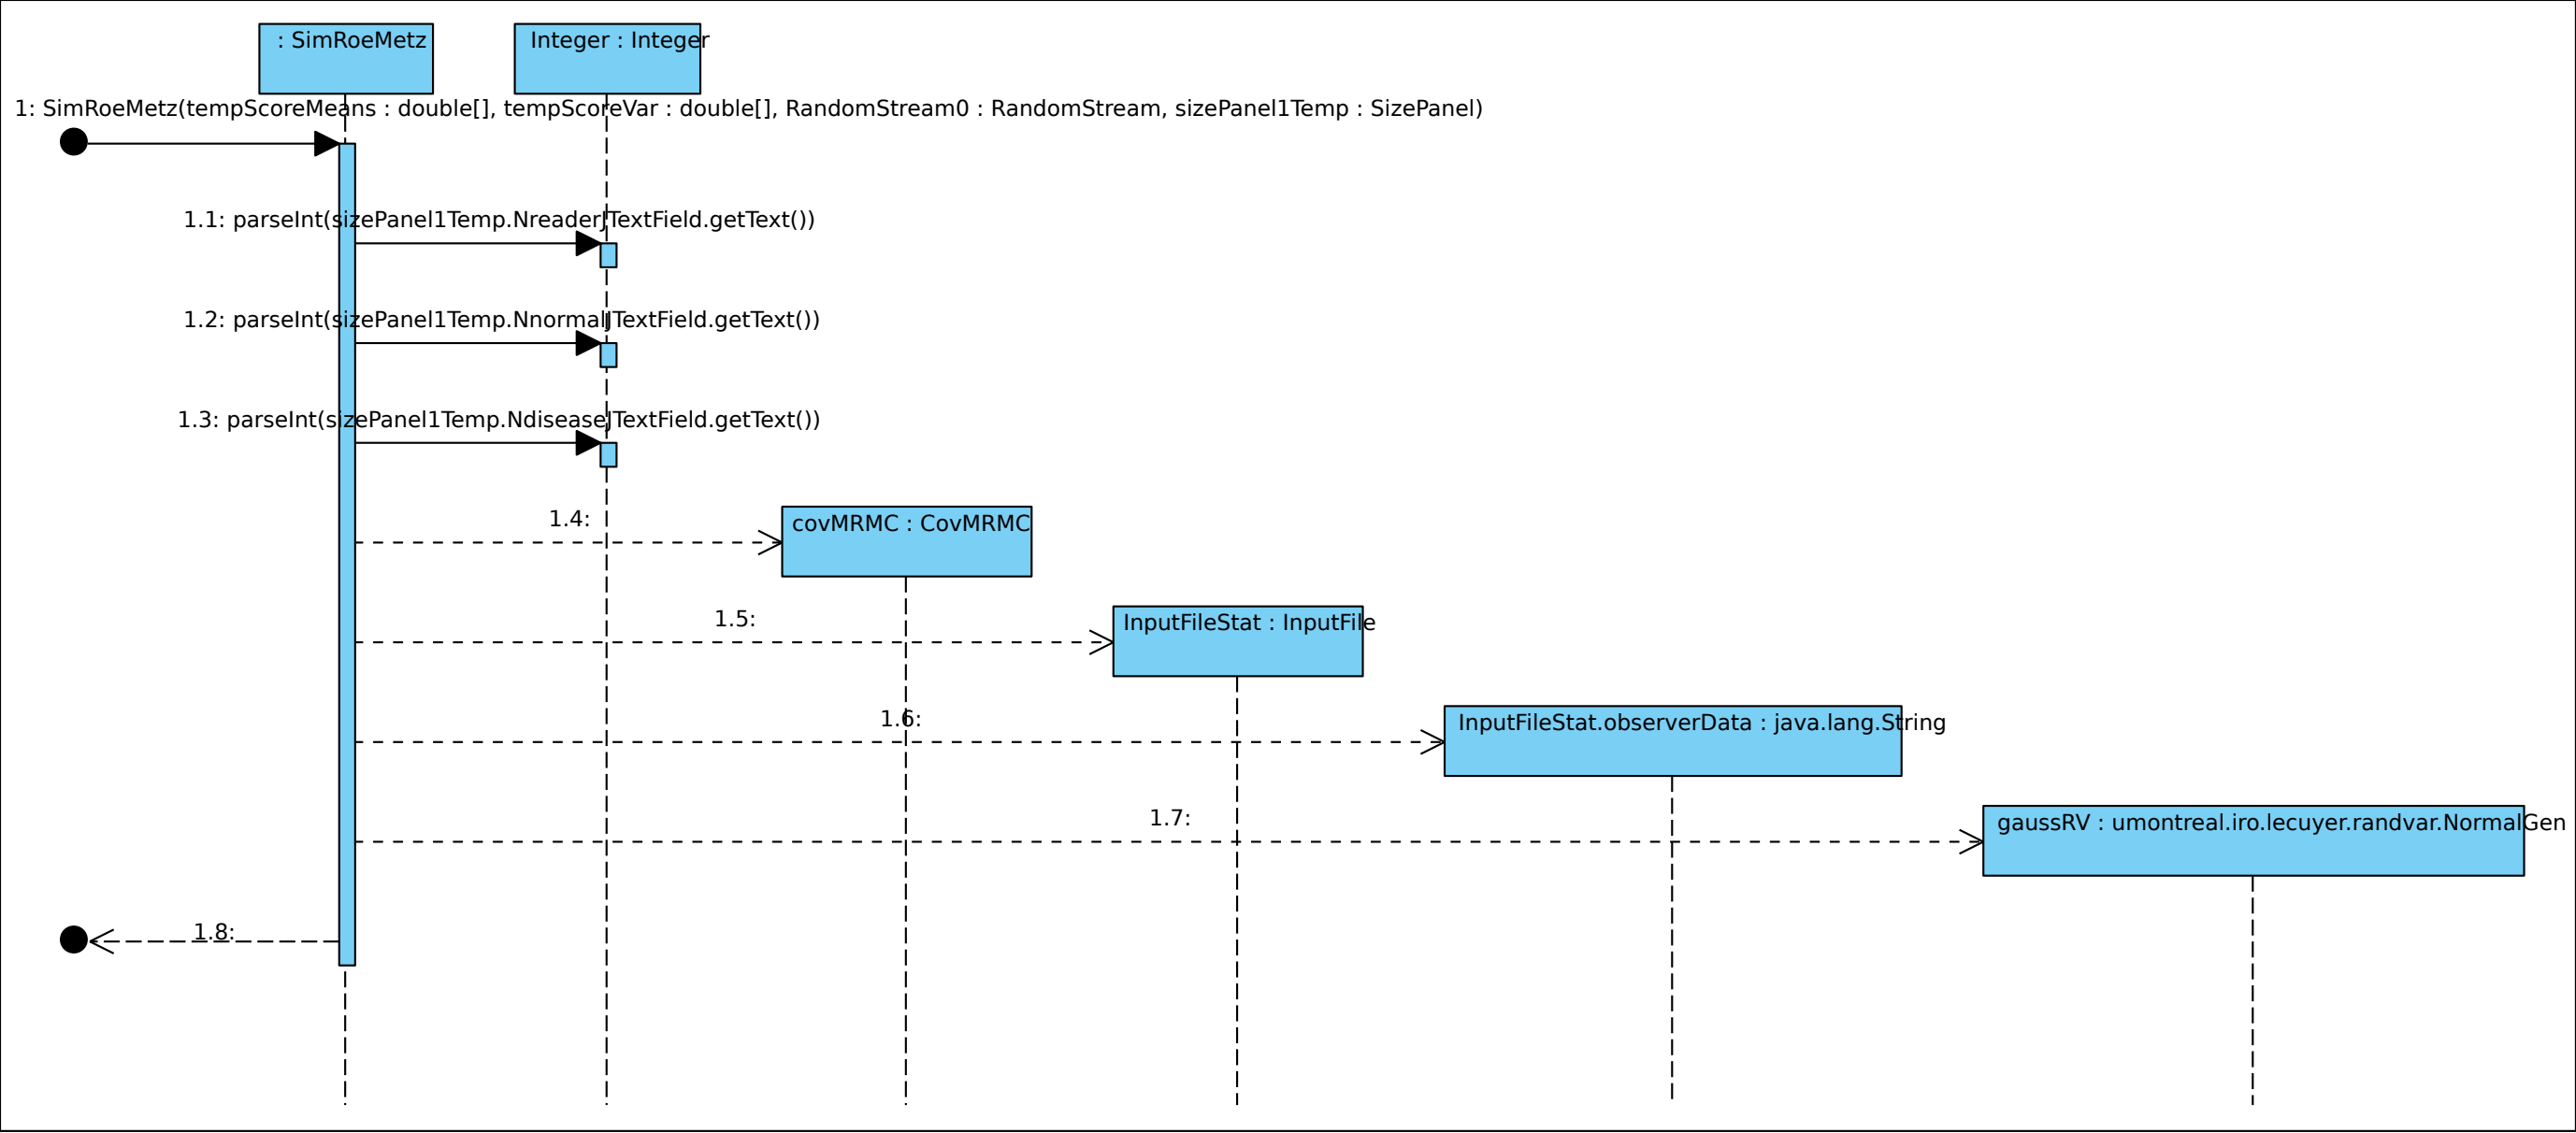 : SimRoeMetz
Integer : Integer
1: SimRoeMetz(tempScoreMeans : double[], tempScoreVar : double[], RandomStream0 : RandomStream, sizePanel1Temp : SizePanel)
1.1: parseInt(sizePanel1Temp.NreaderJTextField.getText())
1.2: parseInt(sizePanel1Temp.NnormalJTextField.getText())
1.3: parseInt(sizePanel1Temp.NdiseaseJTextField.getText())
1.4:
covMRMC : CovMRMC
1.5:
InputFileStat : InputFile
1.6:
InputFileStat.observerData : java.lang.String
1.7:
gaussRV : umontreal.iro.lecuyer.randvar.NormalGen
1.8: